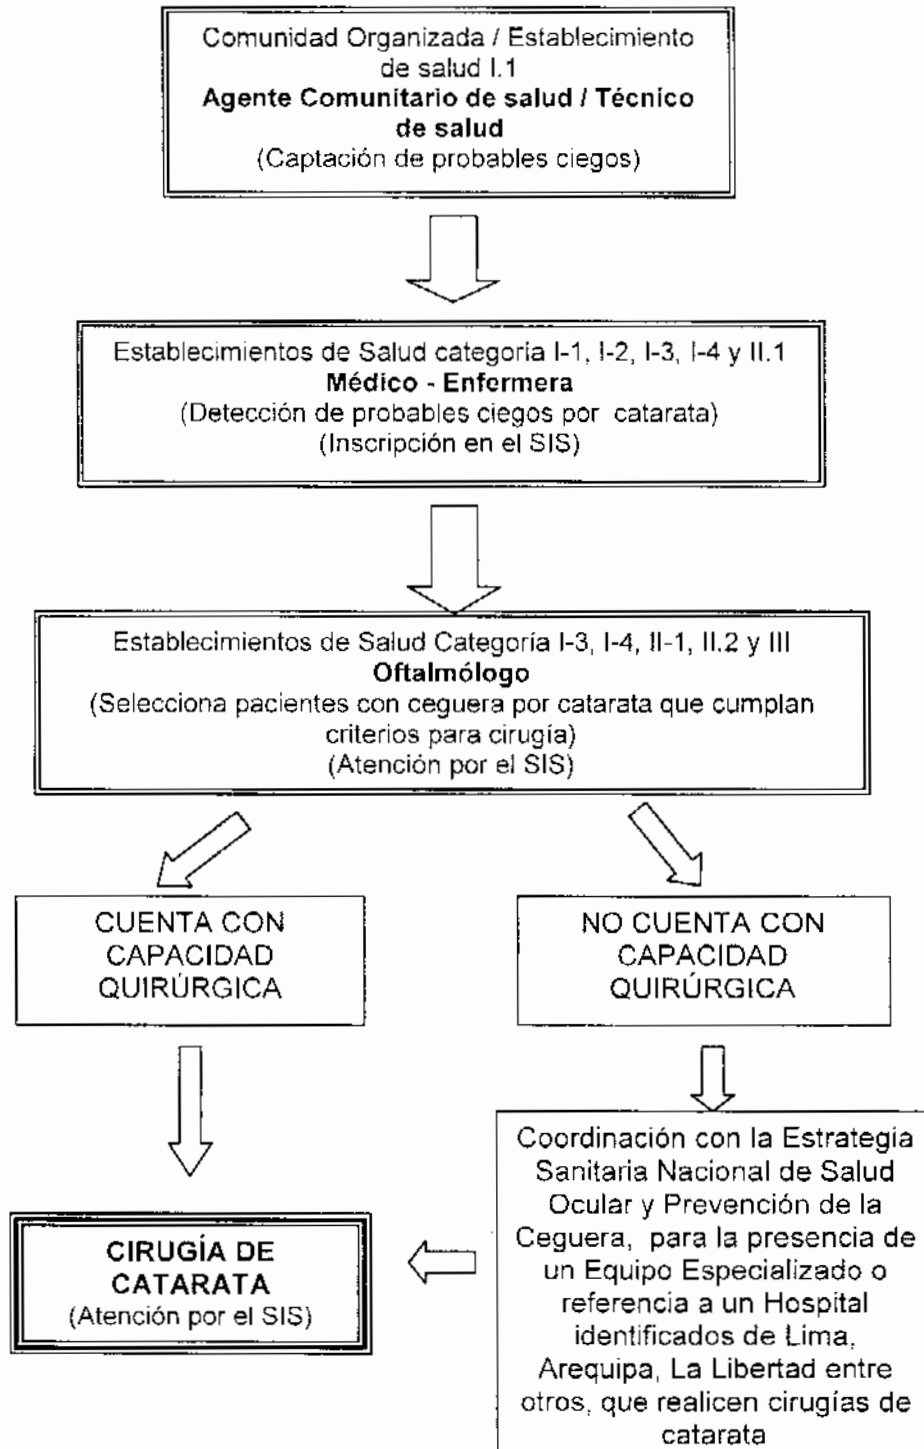 Comunidad Organizada / Establecimiento
de salud I.1
Agente Comunitario de salud / Técnico
de salud
(Captación de probables ciegos)
Establecimientos de Salud categoría I-1, I-2, I-3, I-4 y II.1
Médico - Enfermera
(Detección de probables ciegos por catarata)
(Inscripción en el SIS)
Establecimientos de Salud Categoría I-3, I-4, II-1, II.2 y III
Oftalmólogo
(Selecciona pacientes con ceguera por catarata que cumplan
criterios para cirugía)
(Atención por el SIS)
CUENTA CON
CAPACIDAD
QUIRÚRGICA
NO CUENTA CON
CAPACIDAD
QUIRÚRGICA
Coordinación con la Estrategia
Sanitaria Nacional de Salud
Ocular y Prevención de la
Ceguera, para la presencia de
un Equipo Especializado o
referencia a un Hospital
identificados de Lima,
Arequipa, La Libertad entre
otros, que realicen cirugías de
catarata
CIRUGÍA DE
CATARATA
(Atención por el SIS)